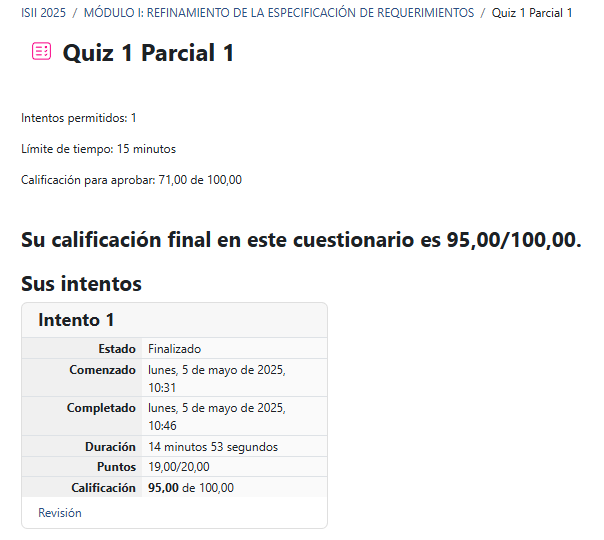 ISII 2025 / MÓDULO I: REFINAMIENTO DE LA ESPECIFICACIÓN DE REQUERIMIENTOS / Quiz 1 Parcial 1
Quiz 1 Parcial 1
Intentos permitidos: 1
Límite de tiempo: 15 minutos
Calificación para aprobar: 71,00 de 100,00
Su calificación final en este cuestionario es 95,00/100,00.
Sus intentos
Intento 1
Estado Finalizado
Comenzado lunes, 5 de mayo de 2025,
10:31
Completado lunes, 5 de mayo de 2025,
10:46
Duración 14 minutos 53 segundos
Puntos 19,00/20,00
Calificación 95,00 de 100,00
Revisión